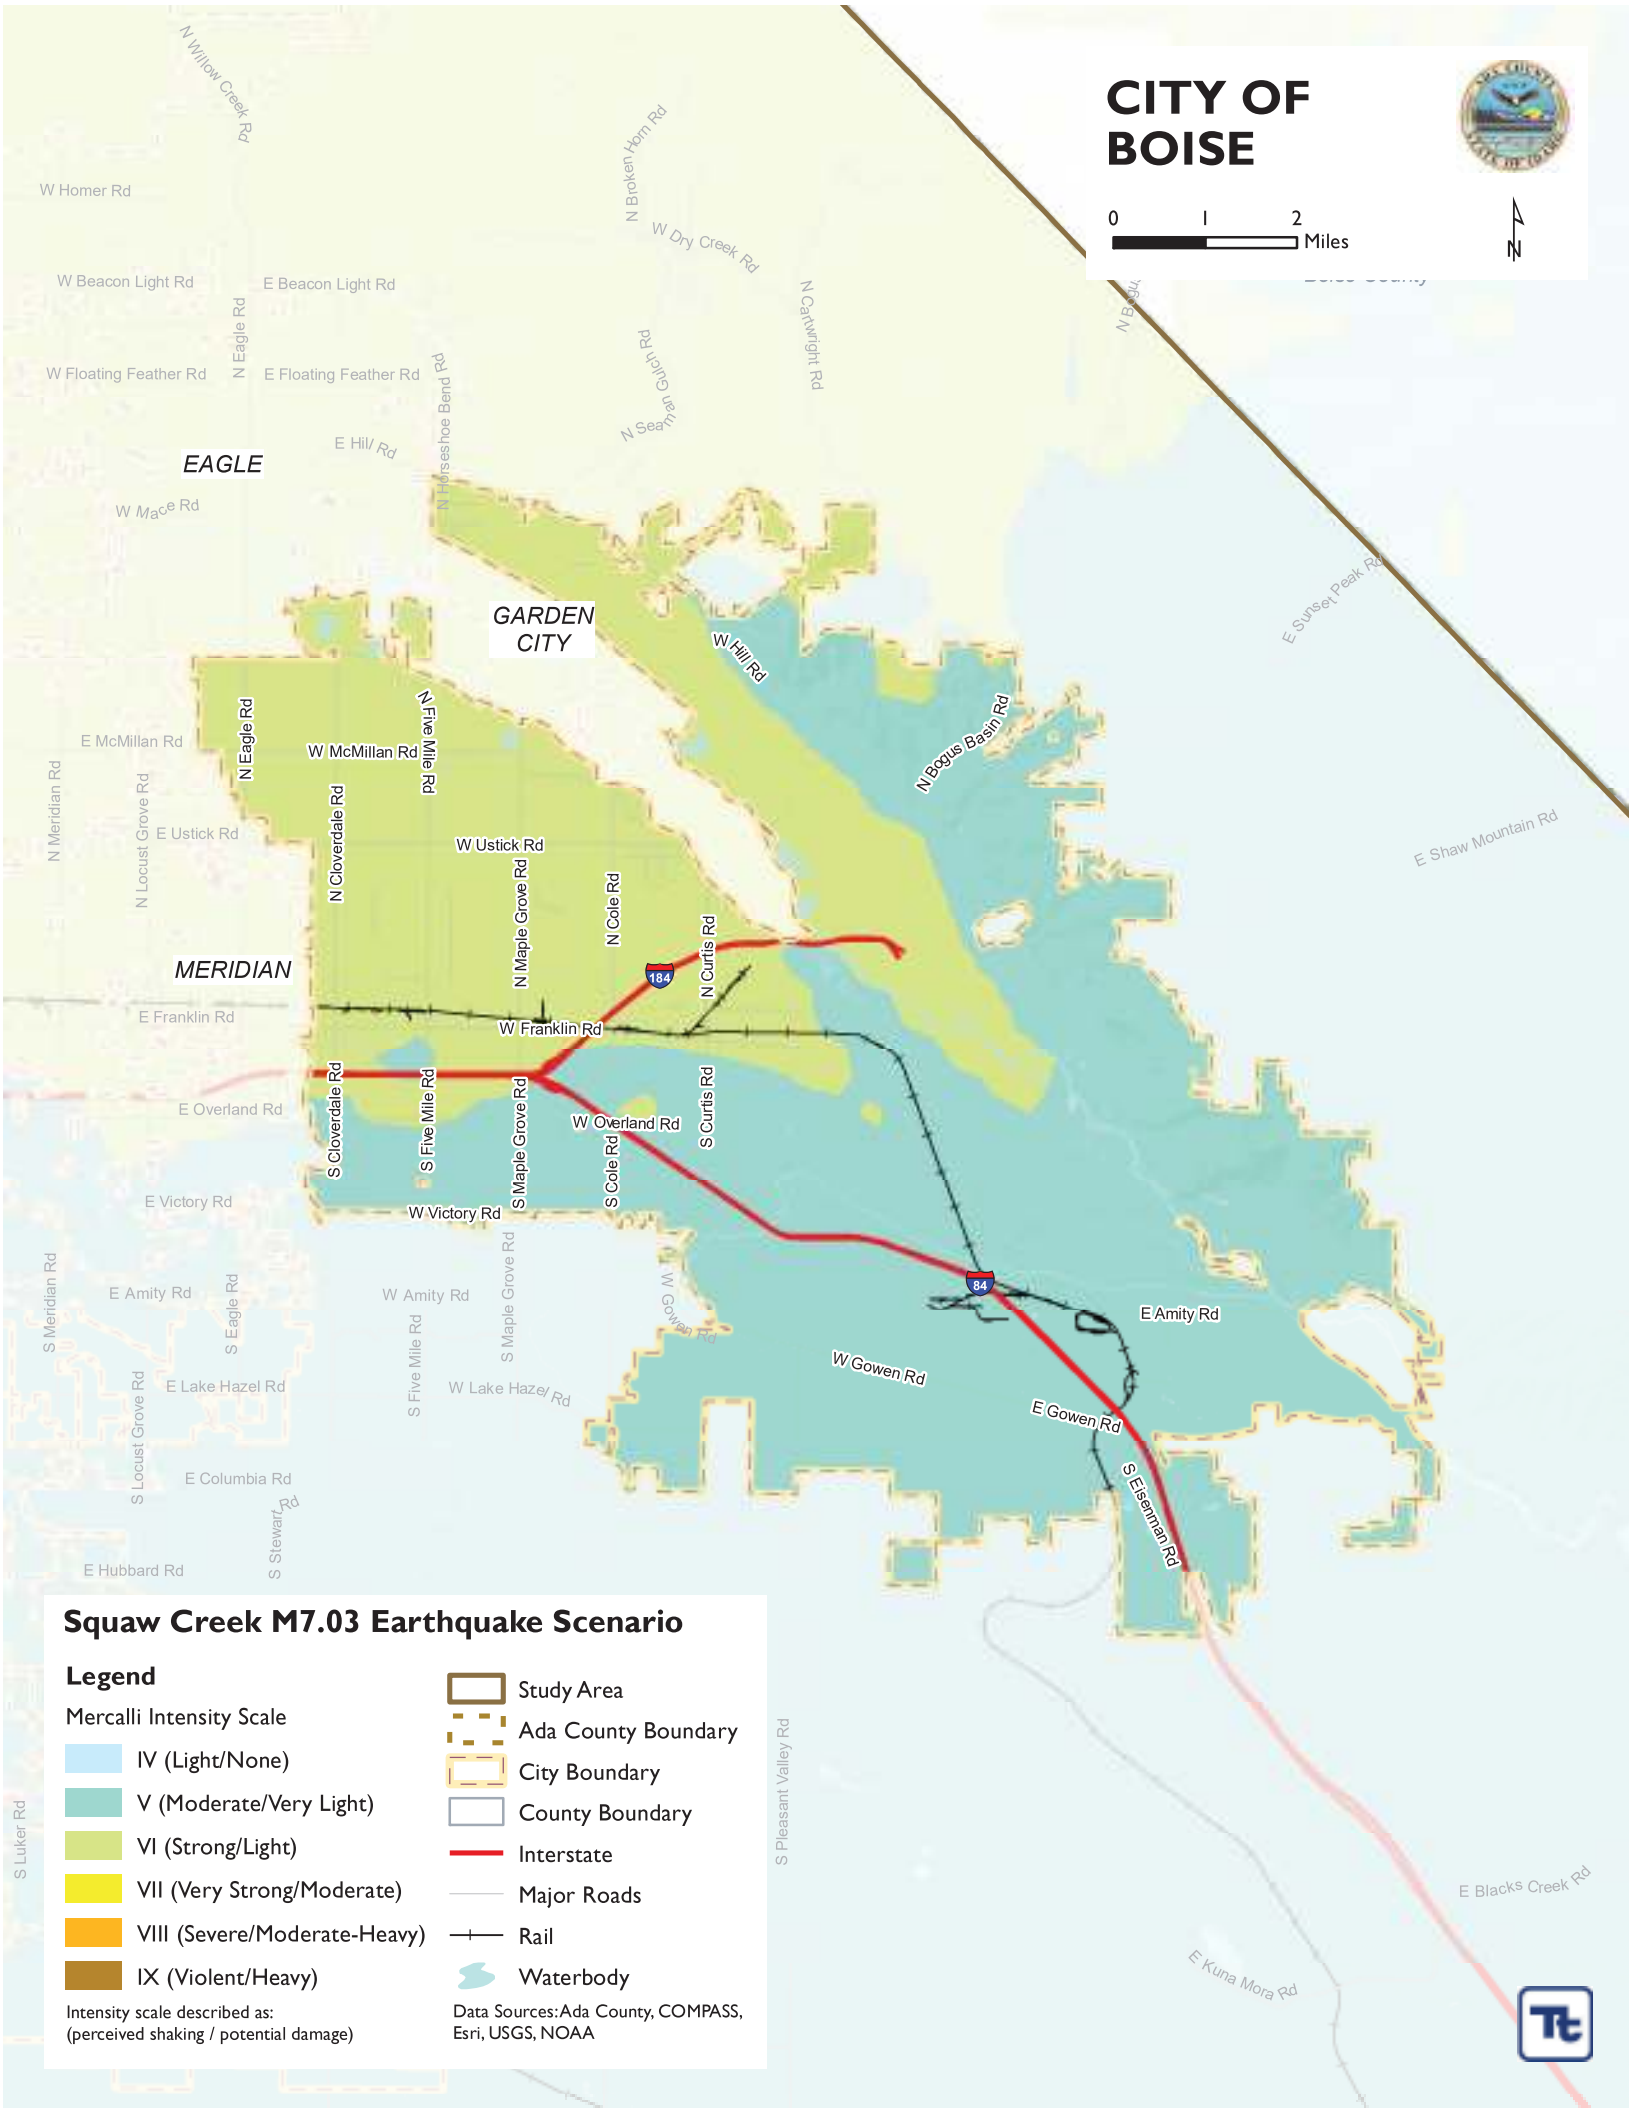 CITY OF
BOISE
ADA COUNTY
STATE OF IDAHO
0 1 2
Miles
N
N Willow Creek Rd
W Homer Rd
N Broken Horn Rd
W Dry Creek Rd
W Beacon Light Rd
E Beacon Light Rd
N Eagle Rd
N Cartwright Rd
W Floating Feather Rd
E Floating Feather Rd
N Horseshoe Bend Rd
N Seaman Gulch Rd
E Hill Rd
EAGLE
W Mace Rd
E Sunset Peak Rd
GARDEN
CITY
W Hill Rd
N Bogus Basin Rd
E McMillan Rd
N Eagle Rd
W McMillan Rd
N Five Mile Rd
N Meridian Rd
N Locust Grove Rd
E Ustick Rd
N Cloverdale Rd
W Ustick Rd
N Maple Grove Rd
N Cole Rd
N Curtis Rd
E Shaw Mountain Rd
MERIDIAN
184
E Franklin Rd
W Franklin Rd
E Overland Rd
S Cloverdale Rd
S Five Mile Rd
S Maple Grove Rd
W Overland Rd
S Cole Rd
S Curtis Rd
E Victory Rd
W Victory Rd
S Meridian Rd
E Amity Rd
S Eagle Rd
W Amity Rd
S Five Mile Rd
S Maple Grove Rd
W Gowen Rd
84
E Amity Rd
W Gowen Rd
E Gowen Rd
E Lake Hazel Rd
W Lake Hazel Rd
S Locust Grove Rd
E Columbia Rd
S Stewart Rd
S Eisenman Rd
E Hubbard Rd
S Luker Rd
S Pleasant Valley Rd
E Blacks Creek Rd
E Kuna Mora Rd
Squaw Creek M7.03 Earthquake Scenario
Legend
Mercalli Intensity Scale
IV (Light/None)
V (Moderate/Very Light)
VI (Strong/Light)
VII (Very Strong/Moderate)
VIII (Severe/Moderate-Heavy)
IX (Violent/Heavy)
Intensity scale described as:
(perceived shaking / potential damage)
Study Area
Ada County Boundary
City Boundary
County Boundary
Interstate
Major Roads
Rail
Waterbody
Data Sources: Ada County, COMPASS,
Esri, USGS, NOAA
Tt